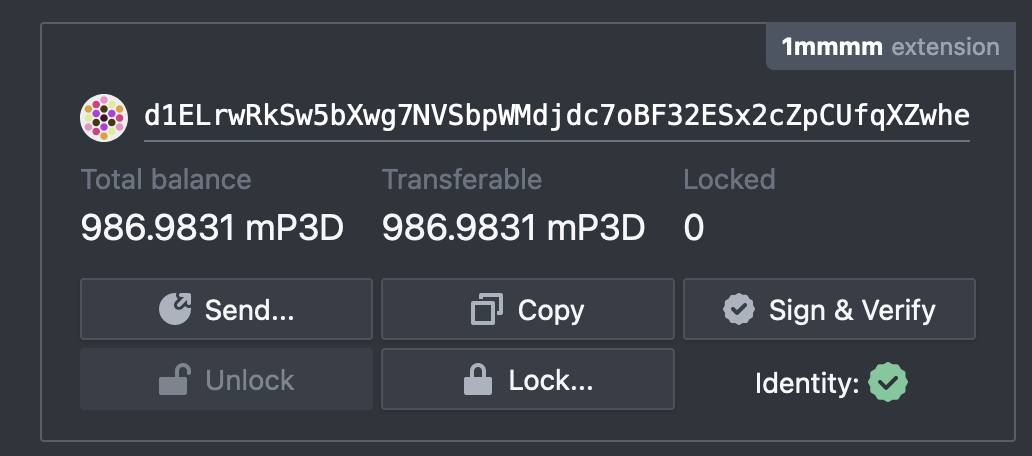 1mmmm extension
d1ELrwRkSw5bXwg7NVSbpWMdjdc7oBF32ESx2cZpCUfqXZwhe
Total balance Transferable Locked
986.9831 mP3D 986.9831 mP3D 0
Send... Copy Sign & Verify
Unlock Lock... Identity: